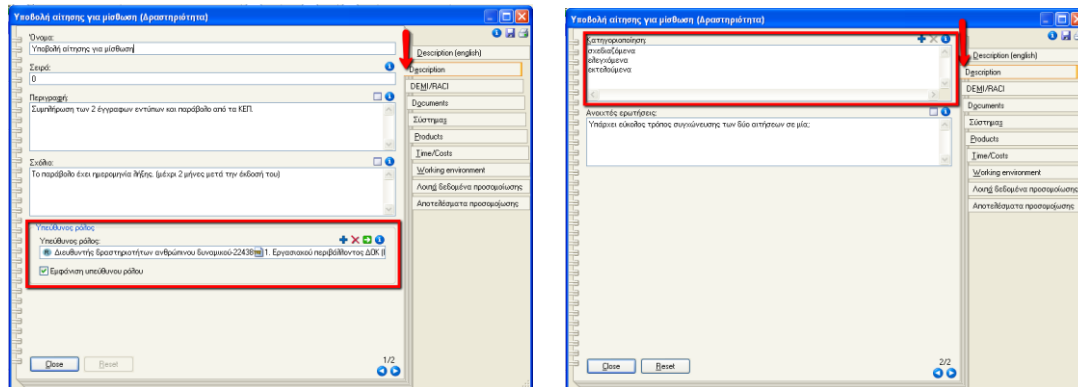 Υποβολή αίτησης για μίσθωση (Δραστηριότητα)
Όνομα:
Υποβολή αίτησης για μίσθωση
Σειρά:
0
Περιγραφή:
Συμπλήρωση των 2 έγγραφων εντύπων και παράβολο από τα ΚΕΠ.
Σχόλιο:
Το παράβολο έχει ημερομηνία λήξης. (μέχρι 2 μήνες μετά την έκδοσή του)
Υπεύθυνος ρόλος
Υπεύθυνος ρόλος:
Διευθυντής δραστηριοτήτων ανθρώπινου δυναμικού-22438 1. Εργασιακού περιβάλλοντος ΔΟΚ
Εμφάνιση υπεύθυνου ρόλου
Close
Reset
1/2
Description (english)
Description
DEMI/RACI
Documents
Σύστημα
Products
Time/Costs
Working environment
Λοιπά δεδομένα προσομοίωσης
Αποτελέσματα προσομοίωσης
Υποβολή αίτησης για μίσθωση (Δραστηριότητα)
Κατηγοριοποίηση:
σχεδιαζόμενα
ελεγχόμενα
εκτελούμενα
Ανοικτές ερωτήσεις:
Υπάρχει εύκολος τρόπος συγχώνευσης των δύο αιτήσεων σε μία;
Close
Reset
2/2
Description (english)
Description
DEMI/RACI
Documents
Σύστημα
Products
Time/Costs
Working environment
Λοιπά δεδομένα προσομοίωσης
Αποτελέσματα προσομοίωσης